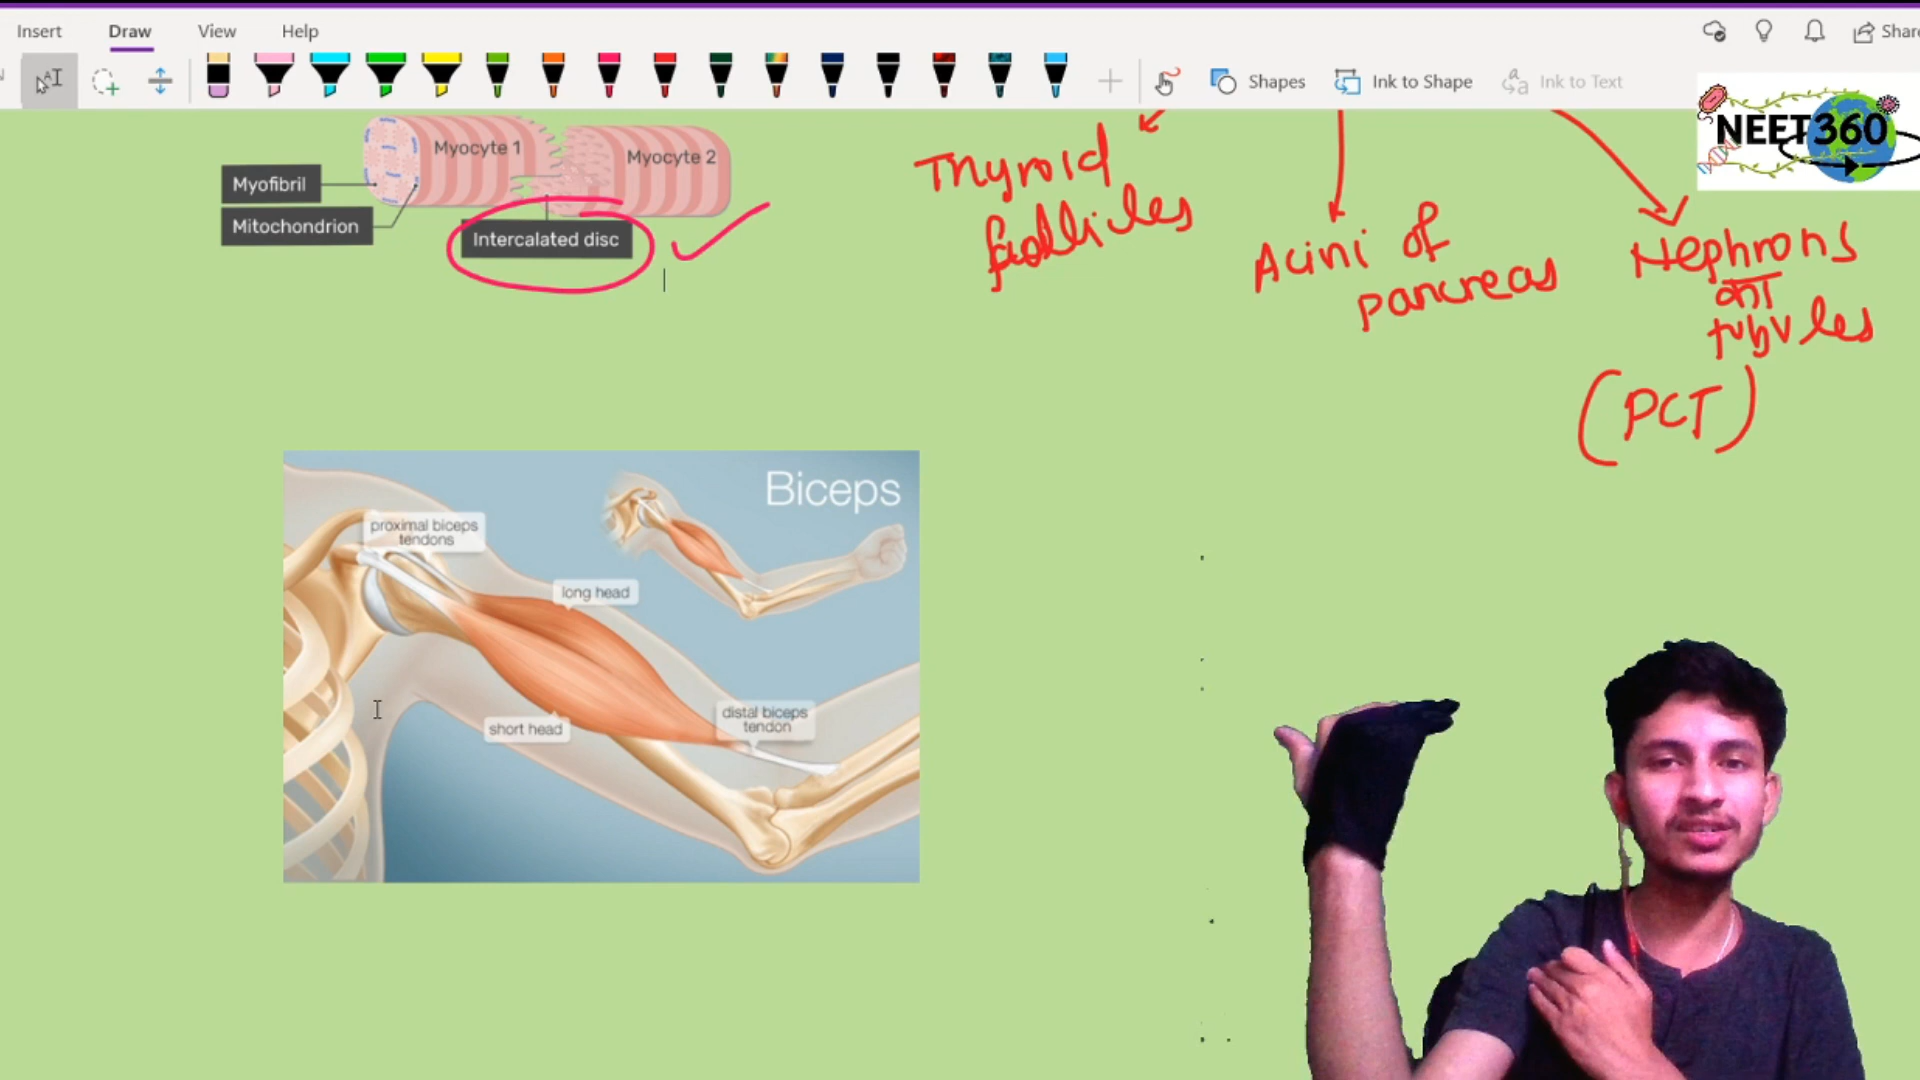 Insert Draw View Help
Share
Shapes Ink to Shape Ink to Text
NEET360
Myocyte 1
Myocyte 2
Myofibril
Mitochondrion
Intercalated disc
Thyroid
follicles
Acini of
pancreas
Nephrons
tubules
(PCT)
Biceps
proximal biceps
tendons
long head
short head
distal biceps
tendon